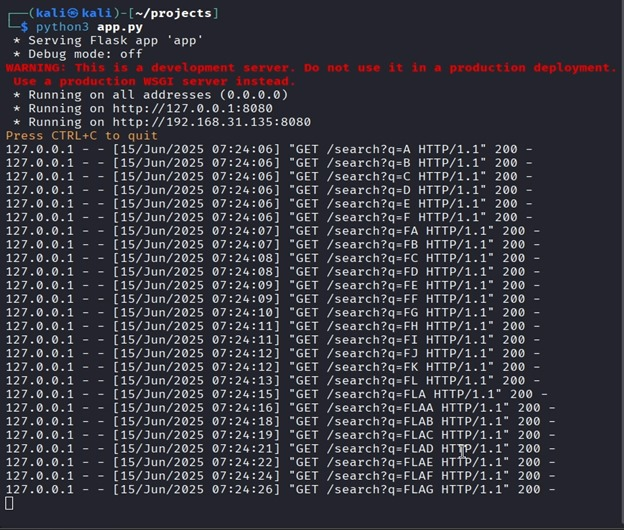 ┌──(kali㉿kali)-[~/projects]
└─$ python3 app.py
 * Serving Flask app 'app'
 * Debug mode: off
WARNING: This is a development server. Do not use it in a production deployment.
 Use a production WSGI server instead.
 * Running on all addresses (0.0.0.0)
 * Running on http://127.0.0.1:8080
 * Running on http://192.168.31.135:8080
Press CTRL+C to quit
127.0.0.1 - - [15/Jun/2025 07:24:06] "GET /search?q=A HTTP/1.1" 200 -
127.0.0.1 - - [15/Jun/2025 07:24:06] "GET /search?q=B HTTP/1.1" 200 -
127.0.0.1 - - [15/Jun/2025 07:24:06] "GET /search?q=C HTTP/1.1" 200 -
127.0.0.1 - - [15/Jun/2025 07:24:06] "GET /search?q=D HTTP/1.1" 200 -
127.0.0.1 - - [15/Jun/2025 07:24:06] "GET /search?q=E HTTP/1.1" 200 -
127.0.0.1 - - [15/Jun/2025 07:24:06] "GET /search?q=F HTTP/1.1" 200 -
127.0.0.1 - - [15/Jun/2025 07:24:07] "GET /search?q=FA HTTP/1.1" 200 -
127.0.0.1 - - [15/Jun/2025 07:24:07] "GET /search?q=FB HTTP/1.1" 200 -
127.0.0.1 - - [15/Jun/2025 07:24:08] "GET /search?q=FC HTTP/1.1" 200 -
127.0.0.1 - - [15/Jun/2025 07:24:08] "GET /search?q=FD HTTP/1.1" 200 -
127.0.0.1 - - [15/Jun/2025 07:24:09] "GET /search?q=FE HTTP/1.1" 200 -
127.0.0.1 - - [15/Jun/2025 07:24:09] "GET /search?q=FF HTTP/1.1" 200 -
127.0.0.1 - - [15/Jun/2025 07:24:10] "GET /search?q=FG HTTP/1.1" 200 -
127.0.0.1 - - [15/Jun/2025 07:24:11] "GET /search?q=FH HTTP/1.1" 200 -
127.0.0.1 - - [15/Jun/2025 07:24:11] "GET /search?q=FI HTTP/1.1" 200 -
127.0.0.1 - - [15/Jun/2025 07:24:12] "GET /search?q=FJ HTTP/1.1" 200 -
127.0.0.1 - - [15/Jun/2025 07:24:12] "GET /search?q=FK HTTP/1.1" 200 -
127.0.0.1 - - [15/Jun/2025 07:24:13] "GET /search?q=FL HTTP/1.1" 200 -
127.0.0.1 - - [15/Jun/2025 07:24:15] "GET /search?q=FLA HTTP/1.1" 200 -
127.0.0.1 - - [15/Jun/2025 07:24:16] "GET /search?q=FLAA HTTP/1.1" 200 -
127.0.0.1 - - [15/Jun/2025 07:24:18] "GET /search?q=FLAB HTTP/1.1" 200 -
127.0.0.1 - - [15/Jun/2025 07:24:19] "GET /search?q=FLAC HTTP/1.1" 200 -
127.0.0.1 - - [15/Jun/2025 07:24:21] "GET /search?q=FLAD HTTP/1.1" 200 -
127.0.0.1 - - [15/Jun/2025 07:24:22] "GET /search?q=FLAE HTTP/1.1" 200 -
127.0.0.1 - - [15/Jun/2025 07:24:24] "GET /search?q=FLAF HTTP/1.1" 200 -
127.0.0.1 - - [15/Jun/2025 07:24:26] "GET /search?q=FLAG HTTP/1.1" 200 -